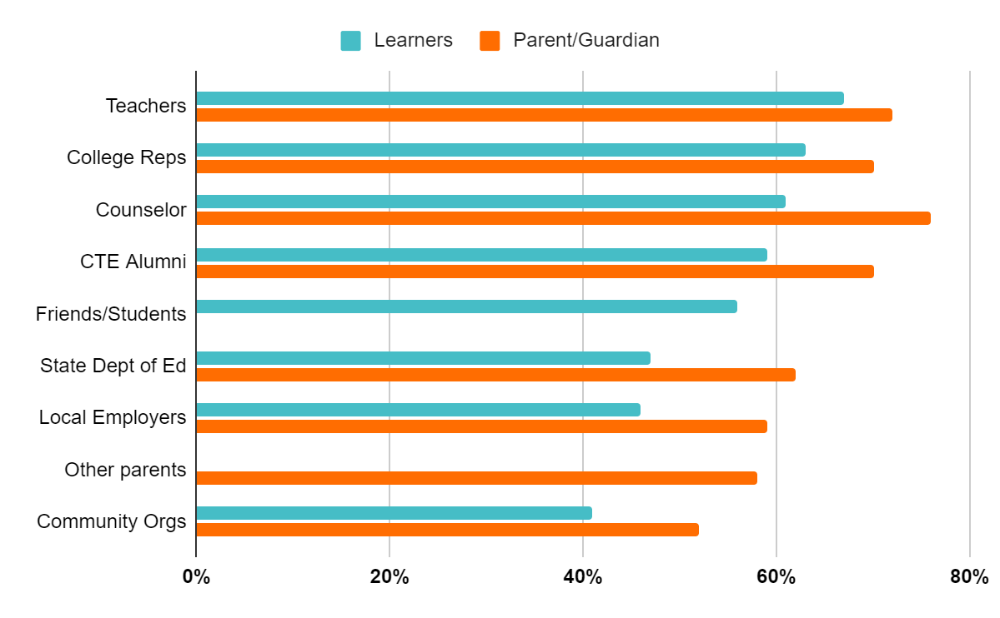 Learners Parent/Guardian
Teachers
College Reps
Counselor
CTE Alumni
Friends/Students
State Dept of Ed
Local Employers
Other parents
Community Orgs
0% 20% 40% 60% 80%